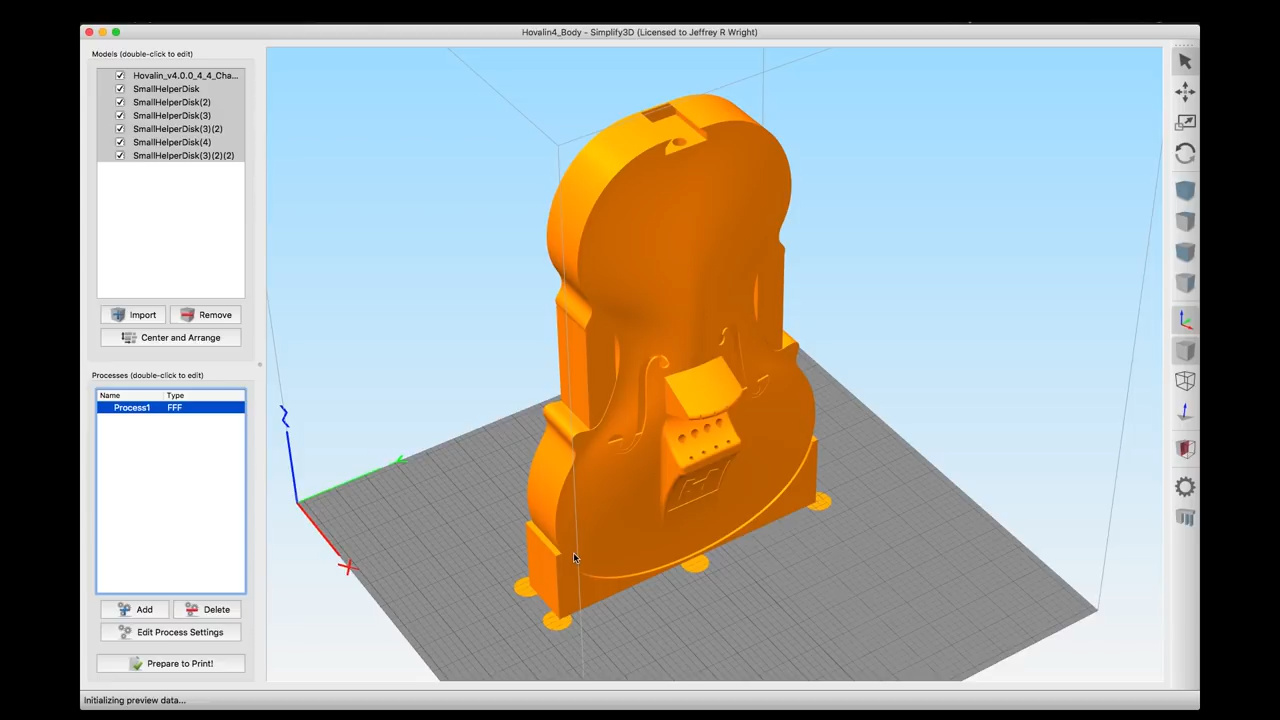 Hovalin4_Body - Simplify3D (Licensed to Jeffrey R Wright)
Models (double-click to edit)
Hovalin_v4.0.0_4_4_Cha...
SmallHelperDisk
SmallHelperDisk(2)
SmallHelperDisk(3)
SmallHelperDisk(3)(2)
SmallHelperDisk(4)
SmallHelperDisk(3)(2)(2)
Import Remove
Center and Arrange
Processes (double-click to edit)
Name Type
Process1 FFF
Add Delete
Edit Process Settings
Prepare to Print!
Initializing preview data...